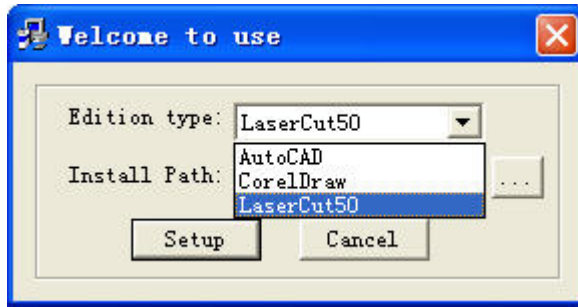 Welcome to use
Edition type: LaserCut50
AutoCAD
Install Path: CorelDraw ...
LaserCut50
Setup Cancel